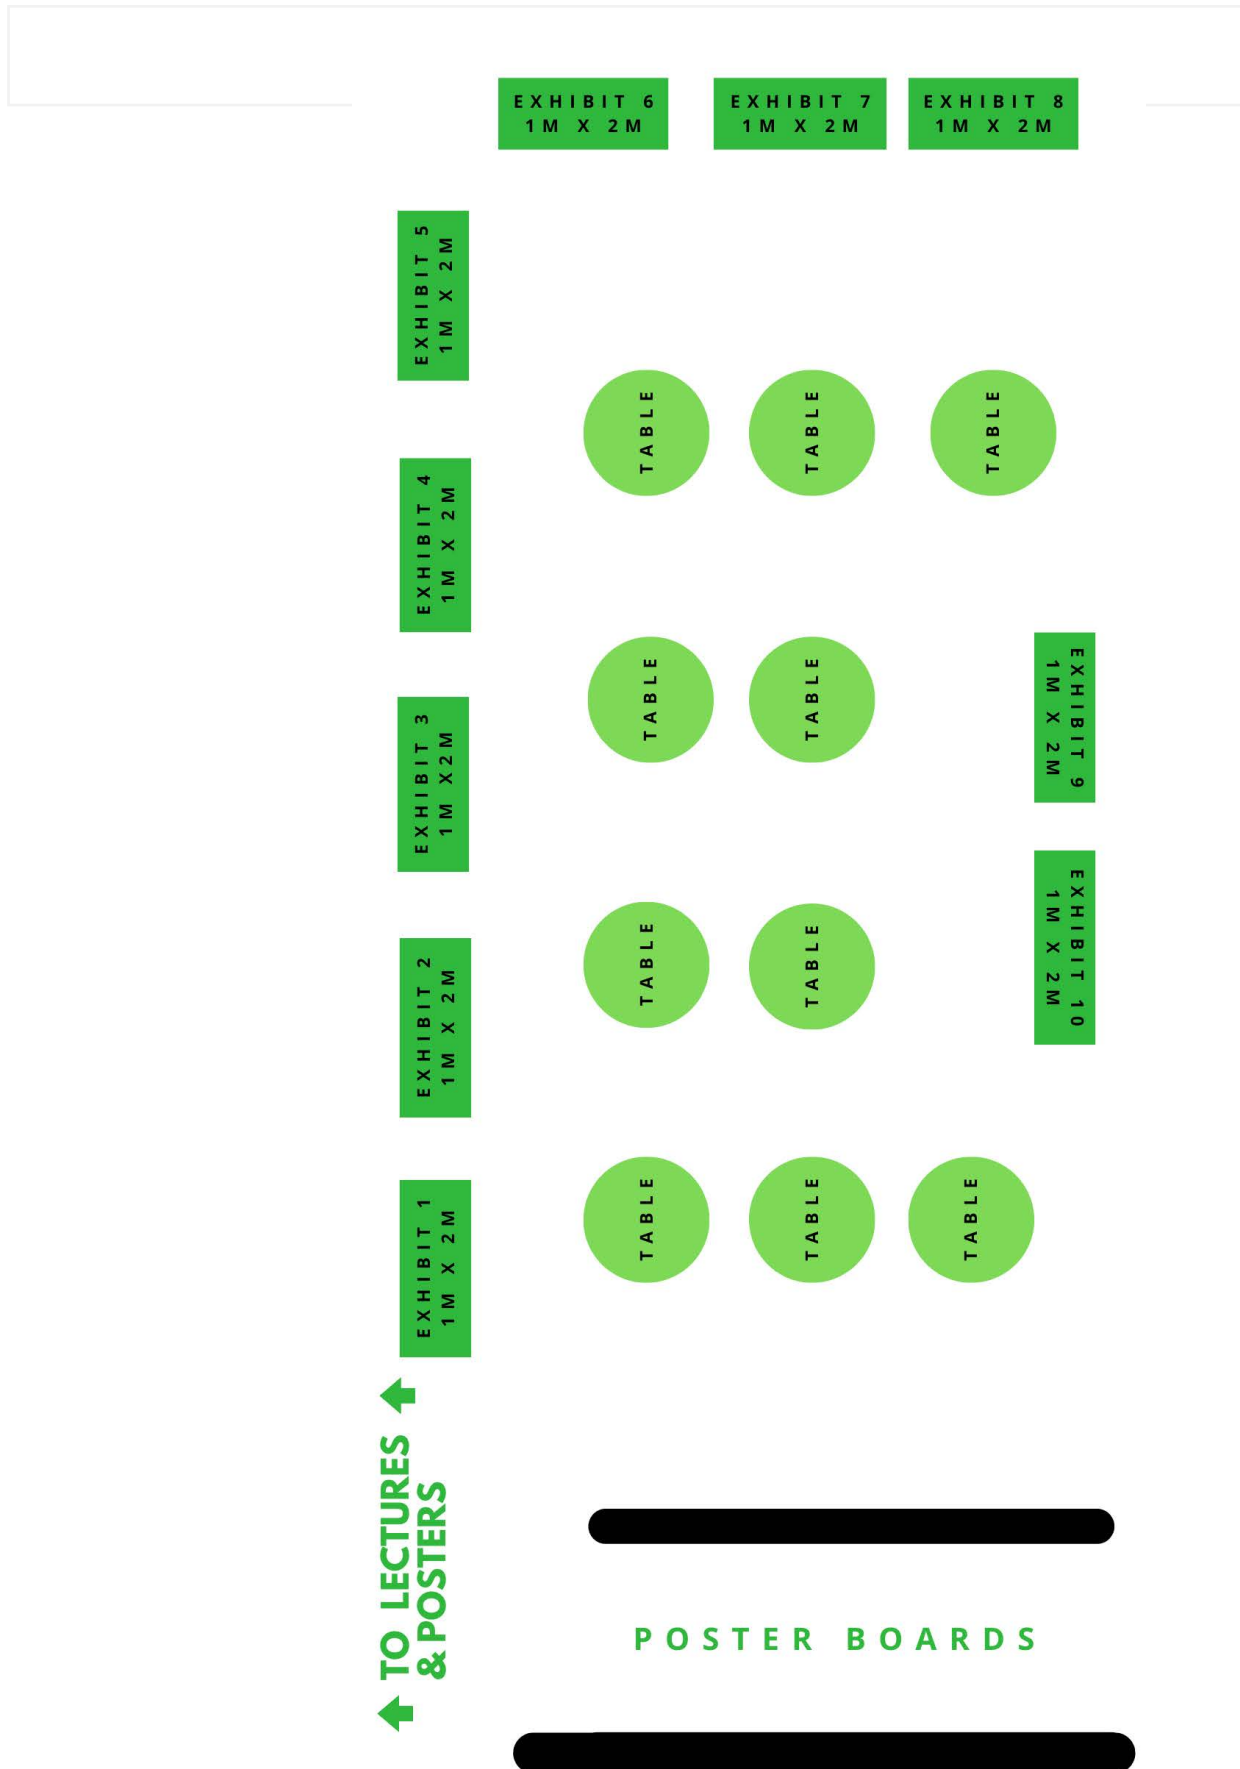 EXHIBIT 6
1M X 2M
EXHIBIT 7
1M X 2M
EXHIBIT 8
1M X 2M
EXHIBIT 5
1M X 2M
TABLE
TABLE
TABLE
EXHIBIT 4
1M X 2M
TABLE
TABLE
EXHIBIT 9
1M X 2M
EXHIBIT 3
1M X2M
EXHIBIT 10
1M X 2M
TABLE
TABLE
EXHIBIT 2
1M X 2M
TABLE
TABLE
TABLE
EXHIBIT 1
1M X 2M
TO LECTURES
& POSTERS
POSTER BOARDS